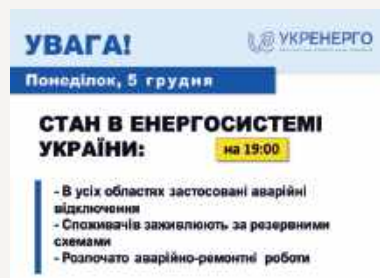 УВАГА!
УКРЕНЕРГО
Понеділок, 5 грудня
СТАН В ЕНЕРГОСИСТЕМІ
УКРАЇНИ:
на 19:00
- В усіх областях застосовані аварійні
відключення
- Споживачів заживлюють за резервними
схемами
- Розпочато аварійно-ремонтні роботи